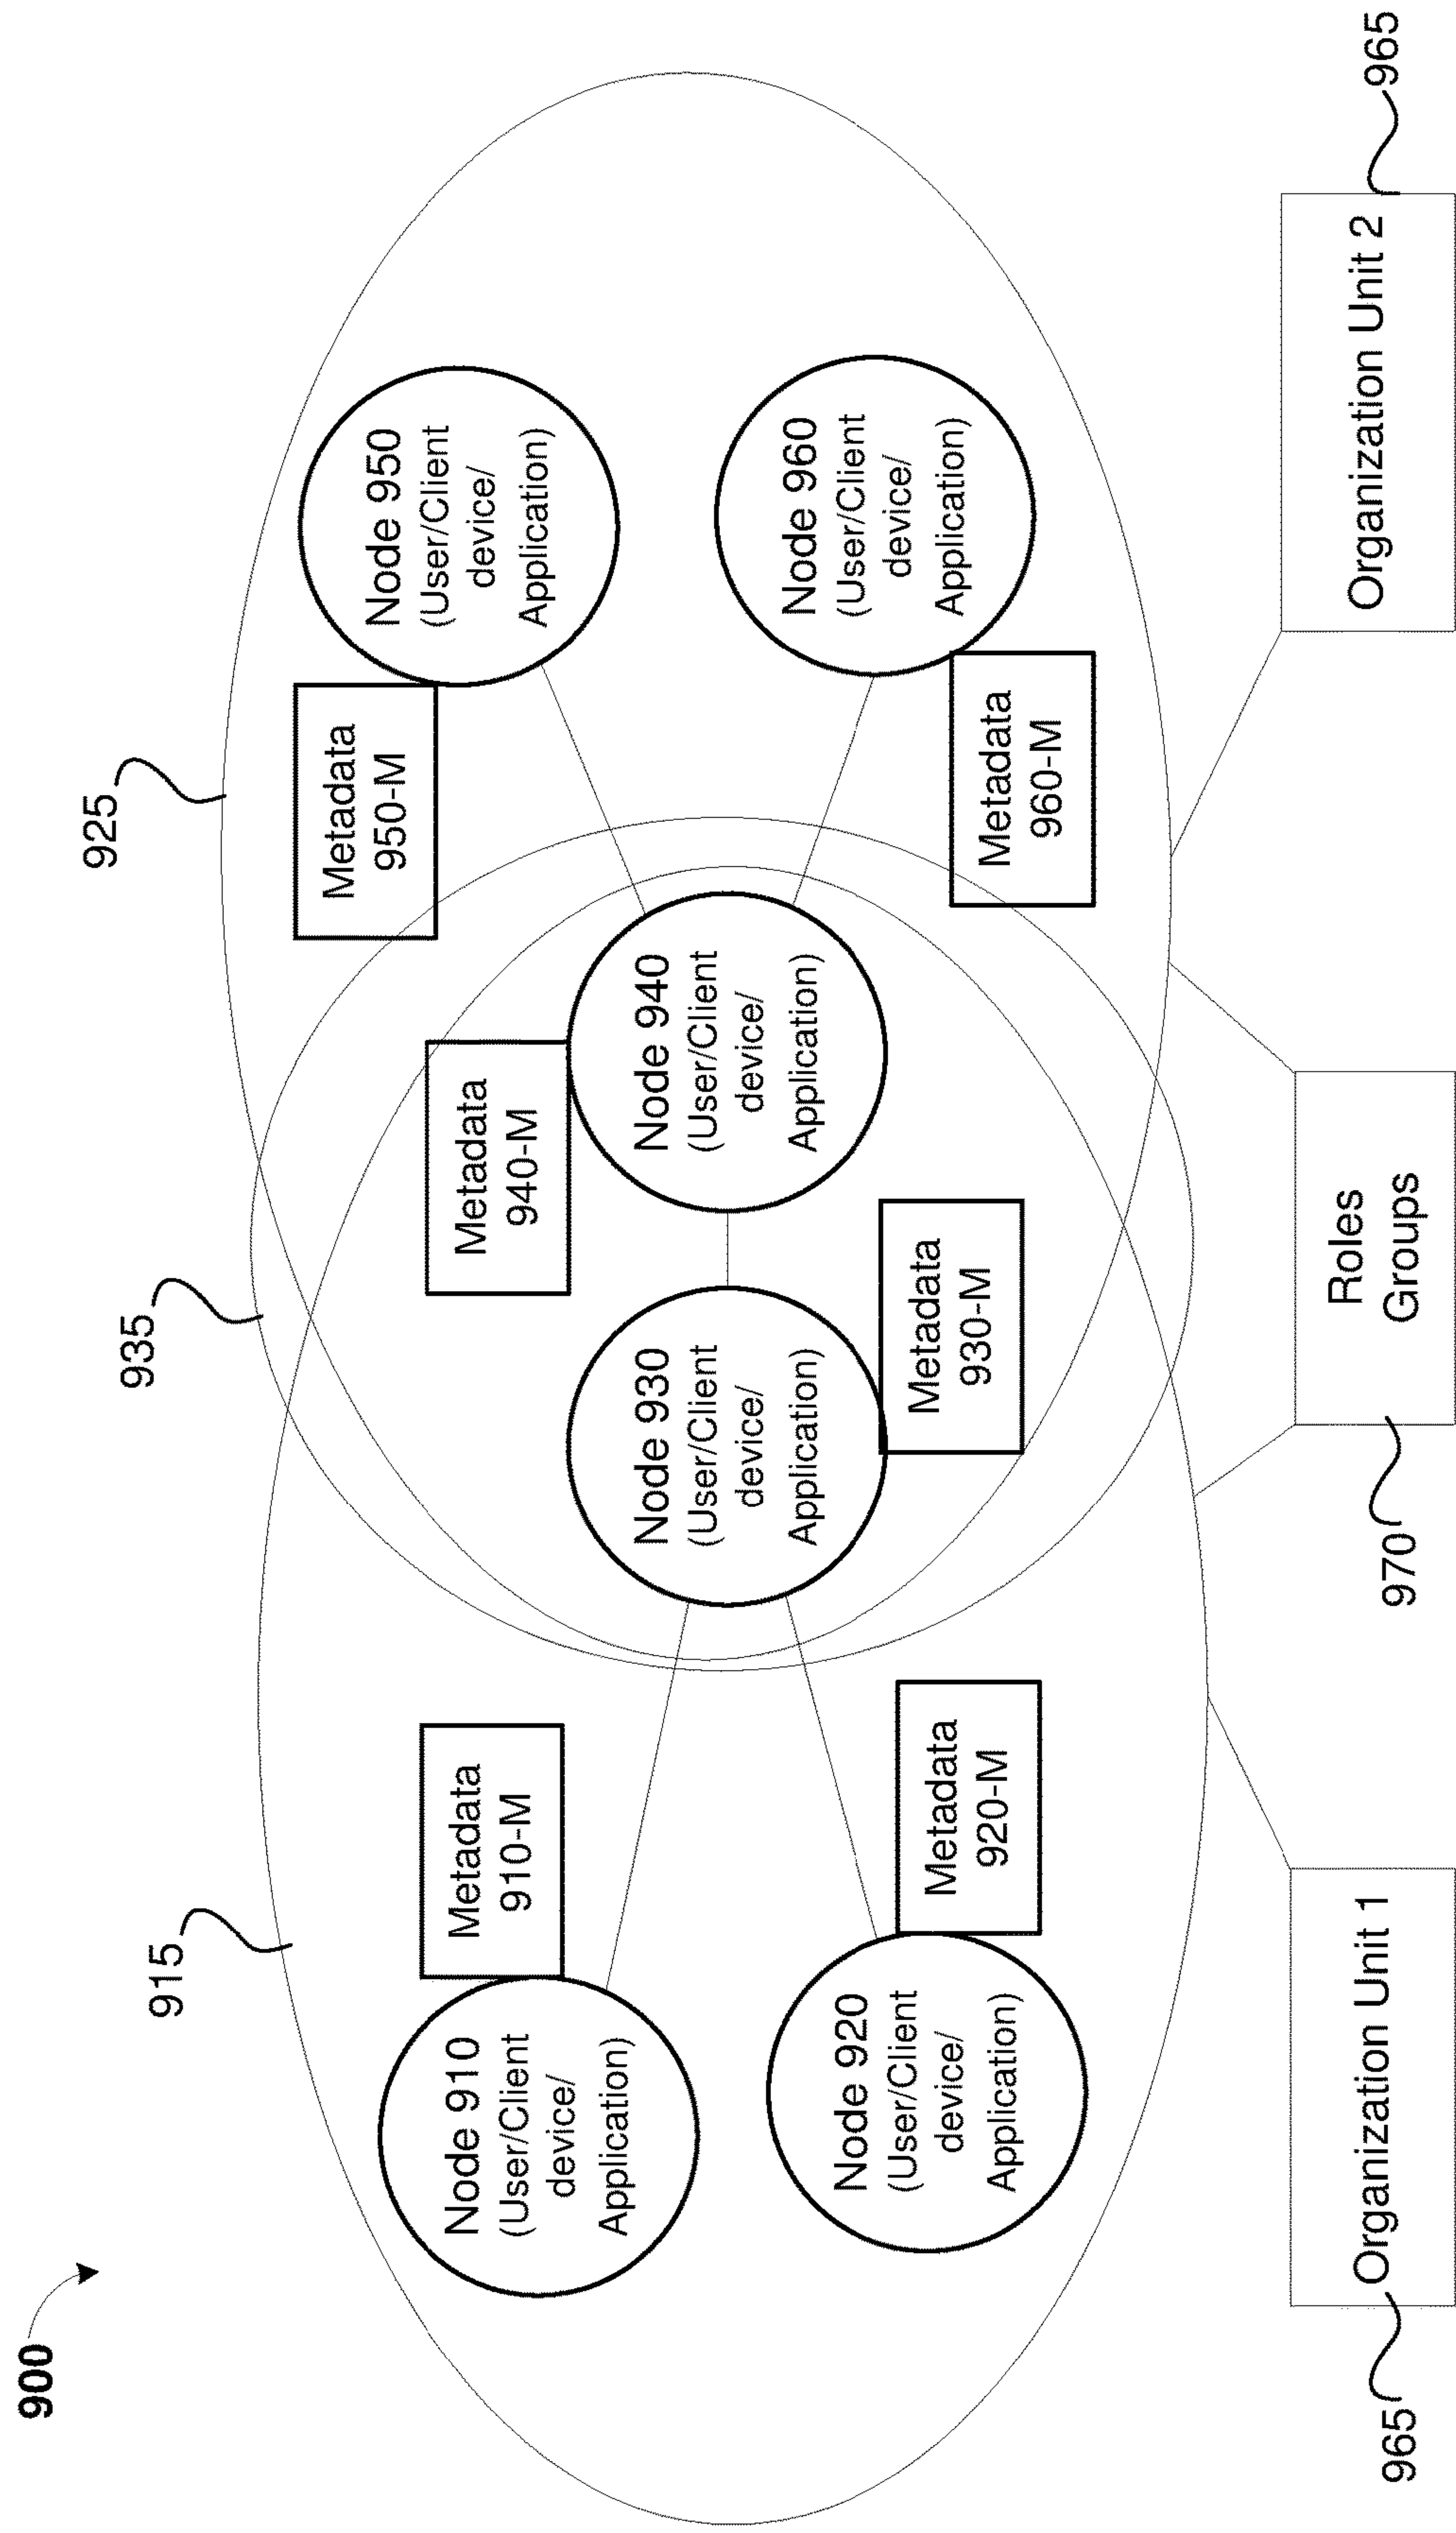 900
915
935
925
Node 910
(User/Client
device/
Application)
Metadata
910-M
Node 920
(User/Client
device/
Application)
Metadata
920-M
Node 930
(User/Client
device/
Application)
Metadata
930-M
Metadata
940-M
Node 940
(User/Client
device/
Application)
Metadata
950-M
Node 950
(User/Client
device/
Application)
Metadata
960-M
Node 960
(User/Client
device/
Application)
965
Organization Unit 1
970
Roles
Groups
Organization Unit 2
965